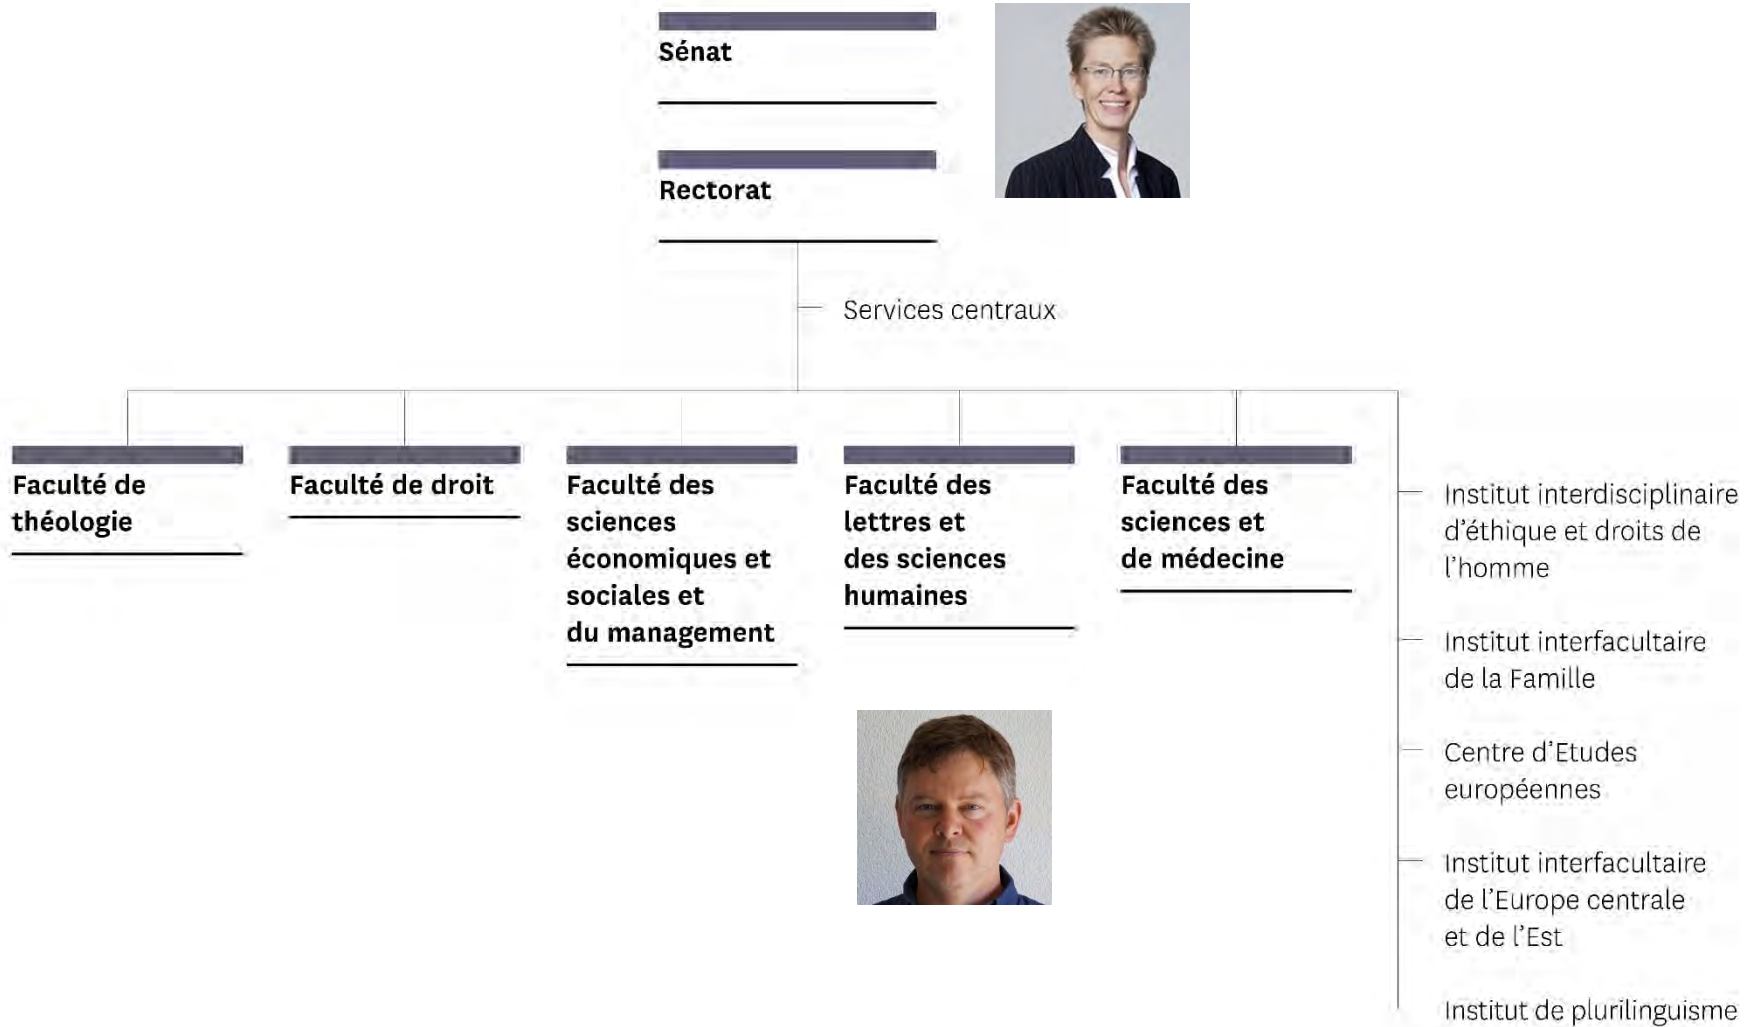 Sénat
Rectorat
Services centraux
Faculté de
théologie
Faculté de droit
Faculté des
sciences
économiques et
sociales et
du management
Faculté des
lettres et
des sciences
humaines
Faculté des
sciences et
de médecine
Institut interdisciplinaire
d’éthique et droits de
l’homme
Institut interfacultaire
de la Famille
Centre d’Etudes
européennes
Institut interfacultaire
de l’Europe centrale
et de l’Est
Institut de plurilinguisme